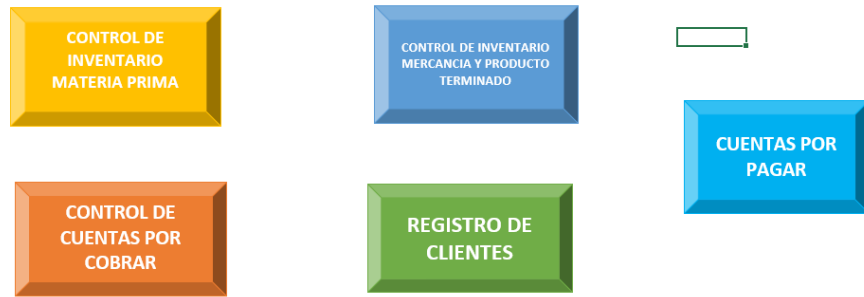 CONTROL DE
INVENTARIO
MATERIA PRIMA
CONTROL DE INVENTARIO
MERCANCIA Y PRODUCTO
TERMINADO
CUENTAS POR
PAGAR
CONTROL DE
CUENTAS POR
COBRAR
REGISTRO DE
CLIENTES